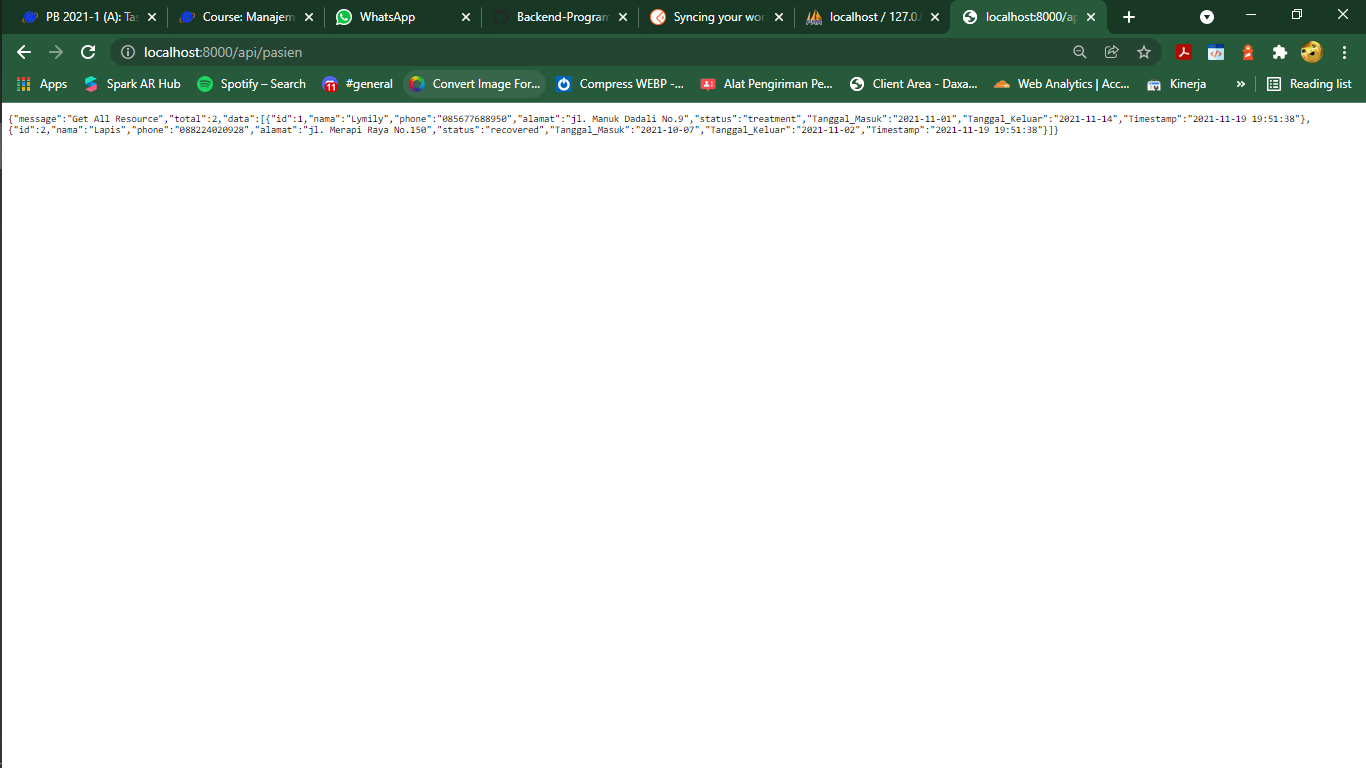 PB 2021-1 (A): Ta
Course: Manajem
WhatsApp
Backend-Program
Syncing your wor
localhost / 127.0.
localhost:8000/ap
localhost:8000/api/pasien
Apps
Spark AR Hub
Spotify – Search
11
#general
Convert Image For...
Compress WEBP -...
Alat Pengiriman Pe...
Client Area - Daxa...
Web Analytics | Acc...
Kinerja
»
Reading list
{"message":"Get All Resource","total":2,"data":[{"id":1,"nama":"Lymily","phone":"085677688950","alamat":"jl. Manuk Dadali No.9","status":"treatment","Tanggal_Masuk":"2021-11-01","Tanggal_Keluar":"2021-11-14","Timestamp":"2021-11-19 19:51:38"},
{"id":2,"nama":"Lapis","phone":"088224020928","alamat":"jl. Merapi Raya No.150","status":"recovered","Tanggal_Masuk":"2021-10-07","Tanggal_Keluar":"2021-11-02","Timestamp":"2021-11-19 19:51:38"}]}